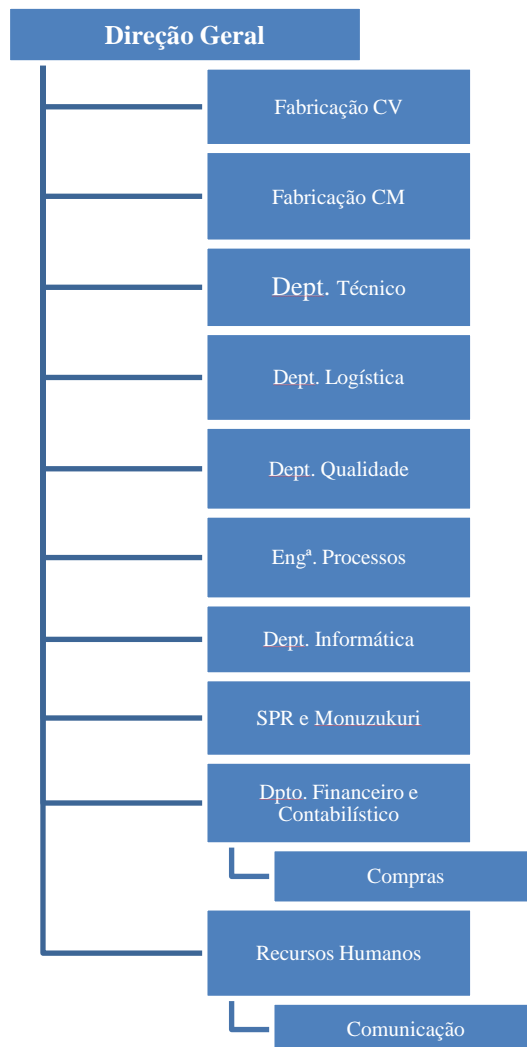 Direção Geral
Fabricação CV
Fabricação CM
Dept. Técnico
Dept. Logística
Dept. Qualidade
Engª. Processos
Dept. Informática
SPR e Monuzukuri
Dpto. Financeiro e
Contabilístico
Compras
Recursos Humanos
Comunicação